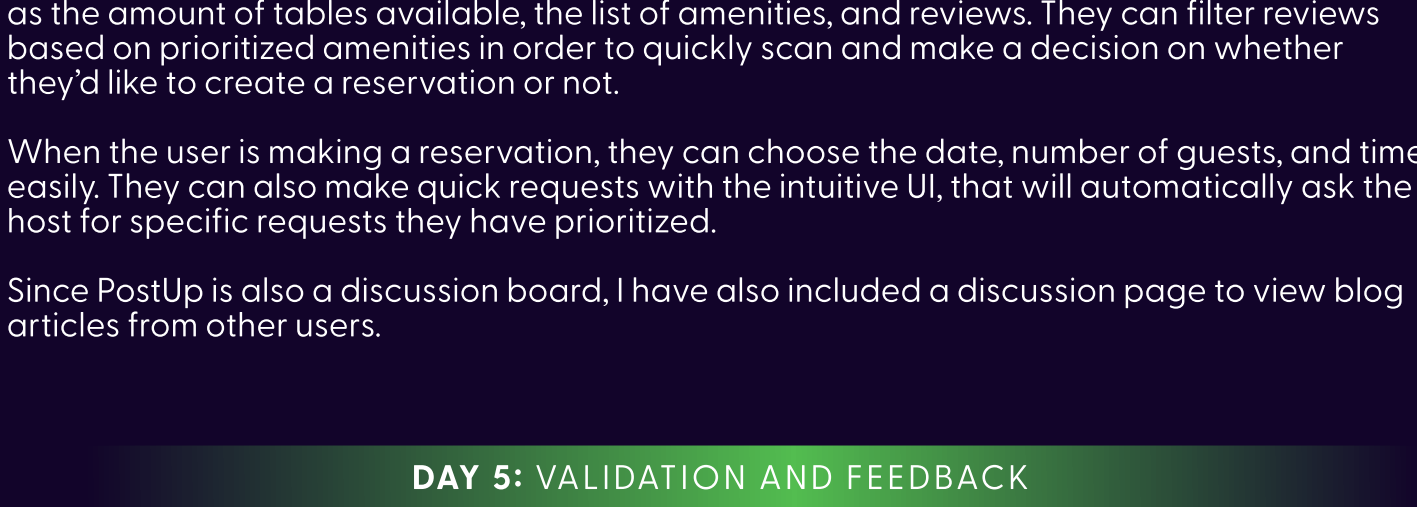 as the amount of tables available, the list of amenities, and reviews. They can filter reviews
based on prioritized amenities in order to quickly scan and make a decision on whether
they’d like to create a reservation or not.
When the user is making a reservation, they can choose the date, number of guests, and time
easily. They can also make quick requests with the intuitive UI, that will automatically ask the
host for specific requests they have prioritized.
Since PostUp is also a discussion board, I have also included a discussion page to view blog
articles from other users.
DAY 5: VALIDATION AND FEEDBACK